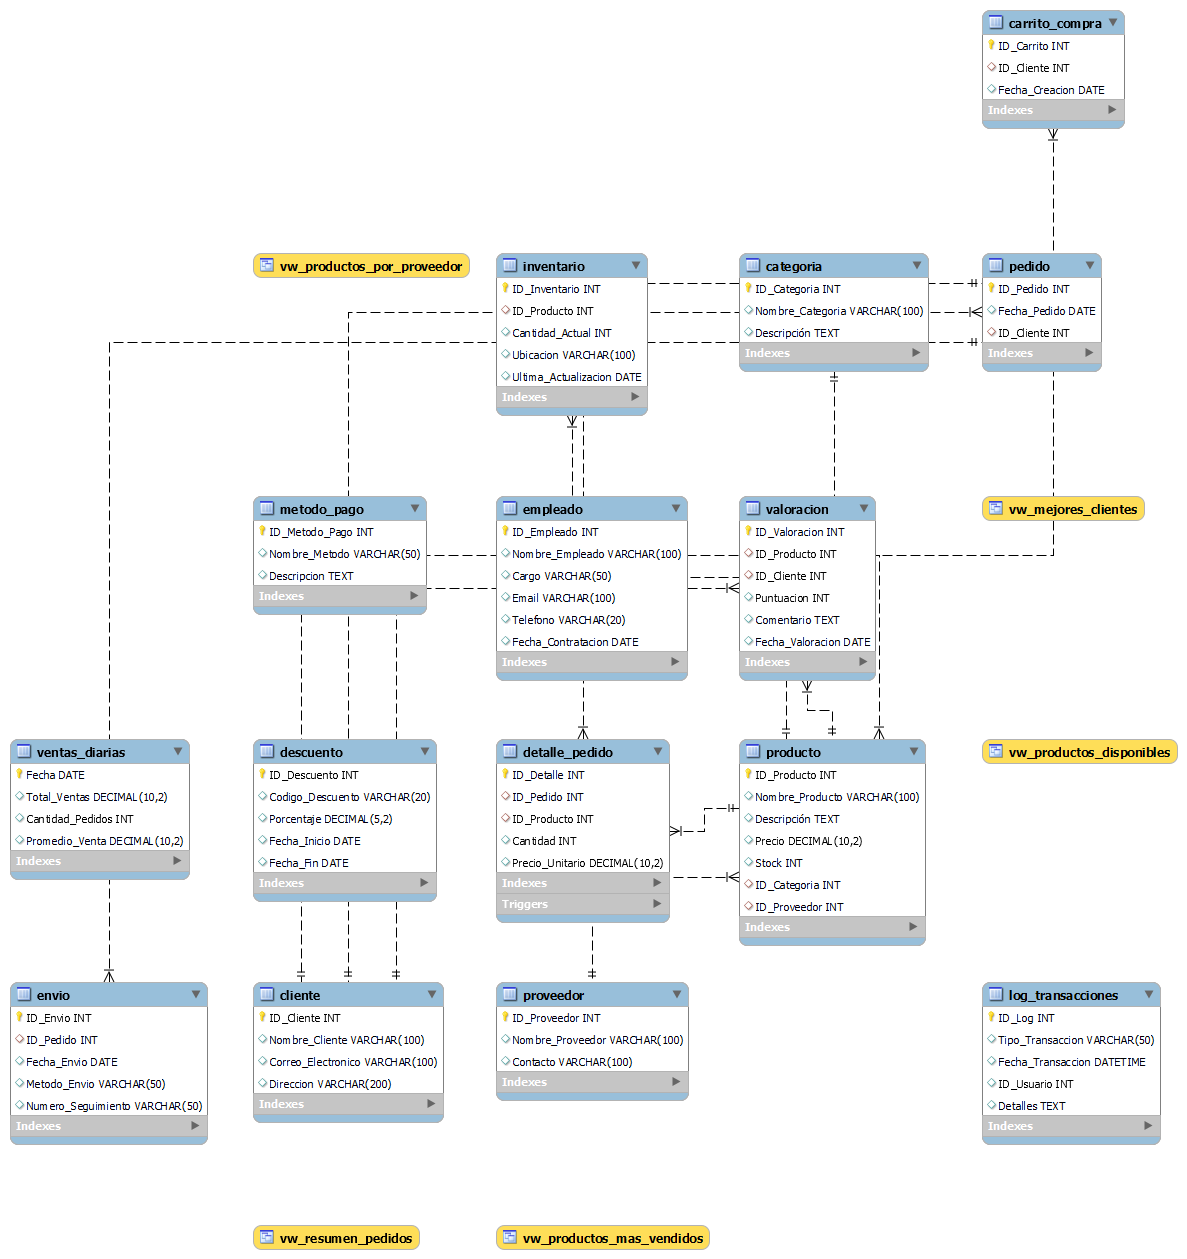 carrito_compra
ID_Carrito INT
ID_Cliente INT
Fecha_Creacion DATE
Indexes
vw_productos_por_proveedor
inventario
ID_Inventario INT
ID_Producto INT
Cantidad_Actual INT
Ubicacion VARCHAR(100)
Ultima_Actualizacion DATE
Indexes
categoria
ID_Categoria INT
Nombre_Categoria VARCHAR(100)
Descripción TEXT
Indexes
pedido
ID_Pedido INT
Fecha_Pedido DATE
ID_Cliente INT
Indexes
metodo_pago
ID_Metodo_Pago INT
Nombre_Metodo VARCHAR(50)
Descripcion TEXT
Indexes
empleado
ID_Empleado INT
Nombre_Empleado VARCHAR(100)
Cargo VARCHAR(50)
Email VARCHAR(100)
Telefono VARCHAR(20)
Fecha_Contratacion DATE
Indexes
valoracion
ID_Valoracion INT
ID_Producto INT
ID_Cliente INT
Puntuacion INT
Comentario TEXT
Fecha_Valoracion DATE
Indexes
vw_mejores_clientes
ventas_diarias
Fecha DATE
Total_Ventas DECIMAL(10,2)
Cantidad_Pedidos INT
Promedio_Venta DECIMAL(10,2)
Indexes
descuento
ID_Descuento INT
Codigo_Descuento VARCHAR(20)
Porcentaje DECIMAL(5,2)
Fecha_Inicio DATE
Fecha_Fin DATE
Indexes
detalle_pedido
ID_Detalle INT
ID_Pedido INT
ID_Producto INT
Cantidad INT
Precio_Unitario DECIMAL(10,2)
Indexes
Triggers
producto
ID_Producto INT
Nombre_Producto VARCHAR(100)
Descripción TEXT
Precio DECIMAL(10,2)
Stock INT
ID_Categoria INT
ID_Proveedor INT
Indexes
vw_productos_disponibles
envio
ID_Envio INT
ID_Pedido INT
Fecha_Envio DATE
Metodo_Envio VARCHAR(50)
Numero_Seguimiento VARCHAR(50)
Indexes
cliente
ID_Cliente INT
Nombre_Cliente VARCHAR(100)
Correo_Electronico VARCHAR(100)
Direccion VARCHAR(200)
Indexes
proveedor
ID_Proveedor INT
Nombre_Proveedor VARCHAR(100)
Contacto VARCHAR(100)
Indexes
log_transacciones
ID_Log INT
Tipo_Transaccion VARCHAR(50)
Fecha_Transaccion DATETIME
ID_Usuario INT
Detalles TEXT
Indexes
vw_resumen_pedidos
vw_productos_mas_vendidos